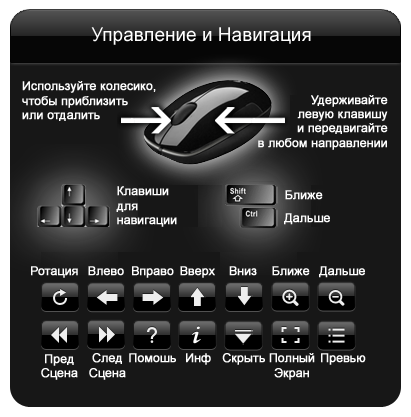 Управление и Навигация
Используйте колесико,
чтобы приблизить
или отдалить
Удерживайте
левую клавишу
и передвигайте
в любом направлении
Клавиши
для
навигации
Shift
Ближе
Ctrl
Дальше
Ротация Влево Вправо Вверх Вниз Ближе Дальше
Пред След Помошь Инф Скрыть Полный Превью
Сцена Сцена Экран